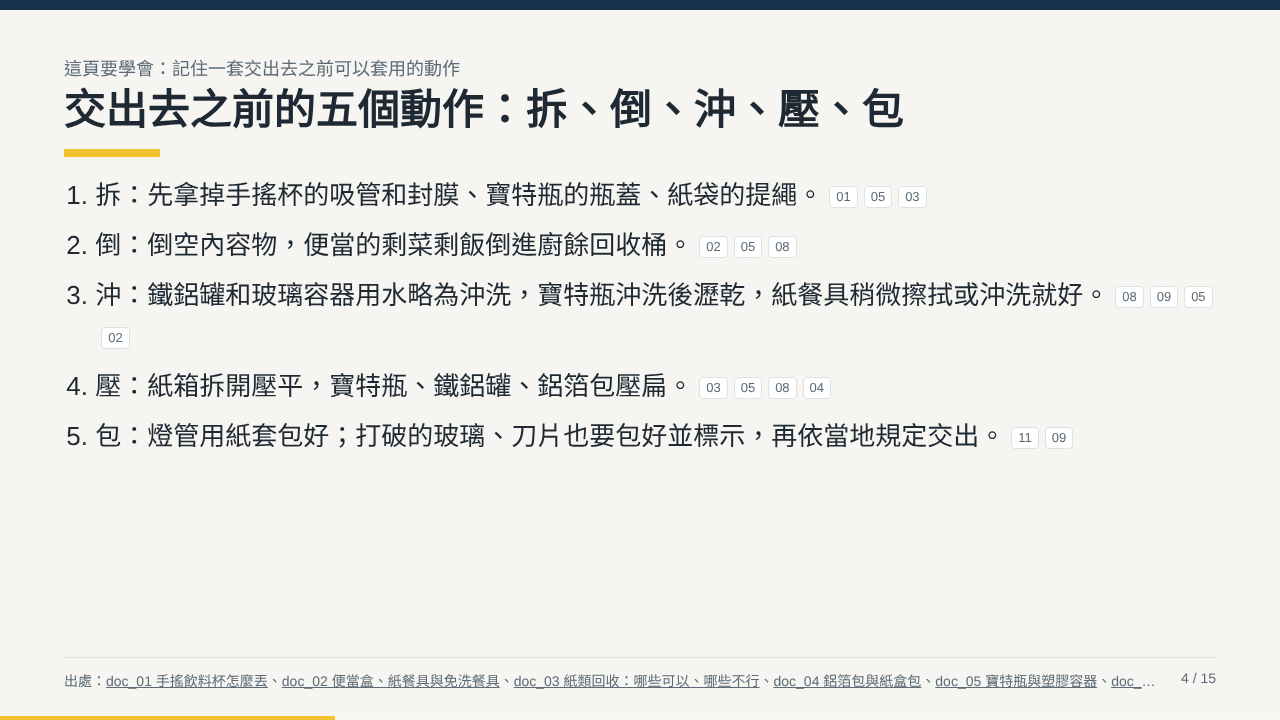 這頁要學會：記住一套交出去之前可以套用的動作
交出去之前的五個動作：拆、倒、沖、壓、包
1. 拆：先拿掉手搖杯的吸管和封膜、寶特瓶的瓶蓋、紙袋的提繩。 01 05 03
2. 倒：倒空內容物，便當的剩菜剩飯倒進廚餘回收桶。 02 05 08
3. 沖：鐵鋁罐和玻璃容器用水略為沖洗，寶特瓶沖洗後瀝乾，紙餐具稍微擦拭或沖洗就好。 08 09 05
02
4. 壓：紙箱拆開壓平，寶特瓶、鐵鋁罐、鋁箔包壓扁。 03 05 08 04
5. 包：燈管用紙套包好；打破的玻璃、刀片也要包好並標示，再依當地規定交出。 11 09
出處：doc_01 手搖飲料杯怎麼丟、doc_02 便當盒、紙餐具與免洗餐具、doc_03 紙類回收：哪些可以、哪些不行、doc_04 鋁箔包與紙盒包、doc_05 寶特瓶與塑膠容器、doc_… 4 / 15